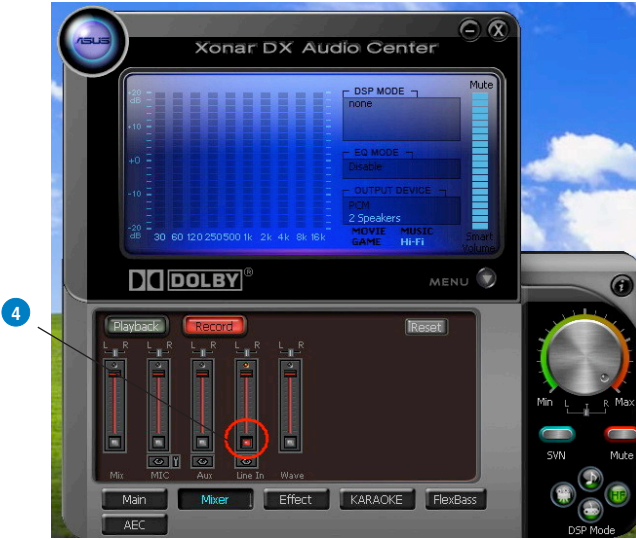 ASUS
Xonar DX Audio Center
+20
dB
+10
+0
-10
-20
dB
30 60 120 250 500 1k 2k 4k 8k 16k
DSP MODE
none
EQ MODE
Disable
OUTPUT DEVICE
PCM
2 Speakers
MOVIE MUSIC
GAME Hi-Fi
Mute
Smart
Volume
DOLBY®
MENU
4
Playback Record Reset
L R L R L R L R L R
Y
Mix MIC Aux Line In Wave
Main Mixer Effect KARAOKE FlexBass
AEC
i
Min L R Max
SVN Mute
HF
DSP Mode